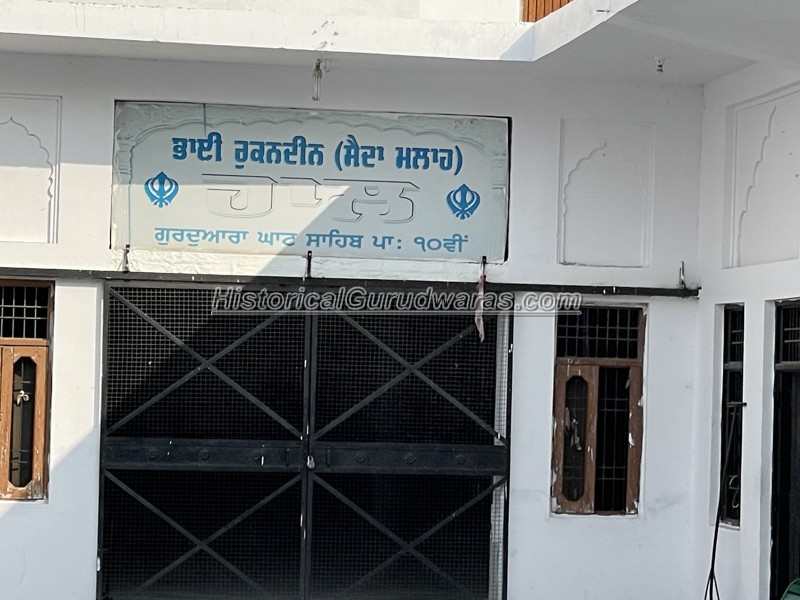 ਭਾਈ ਰੁਕਨਦੀਨ (ਸੈਦਾ ਮਲਾਹ)
ਹਾਲ
ਗੁਰਦੁਆਰਾ ਘਾਟ ਸਾਹਿਬ ਪਾ: ੧੦ਵੀਂ
HistoricalGurudwaras.com